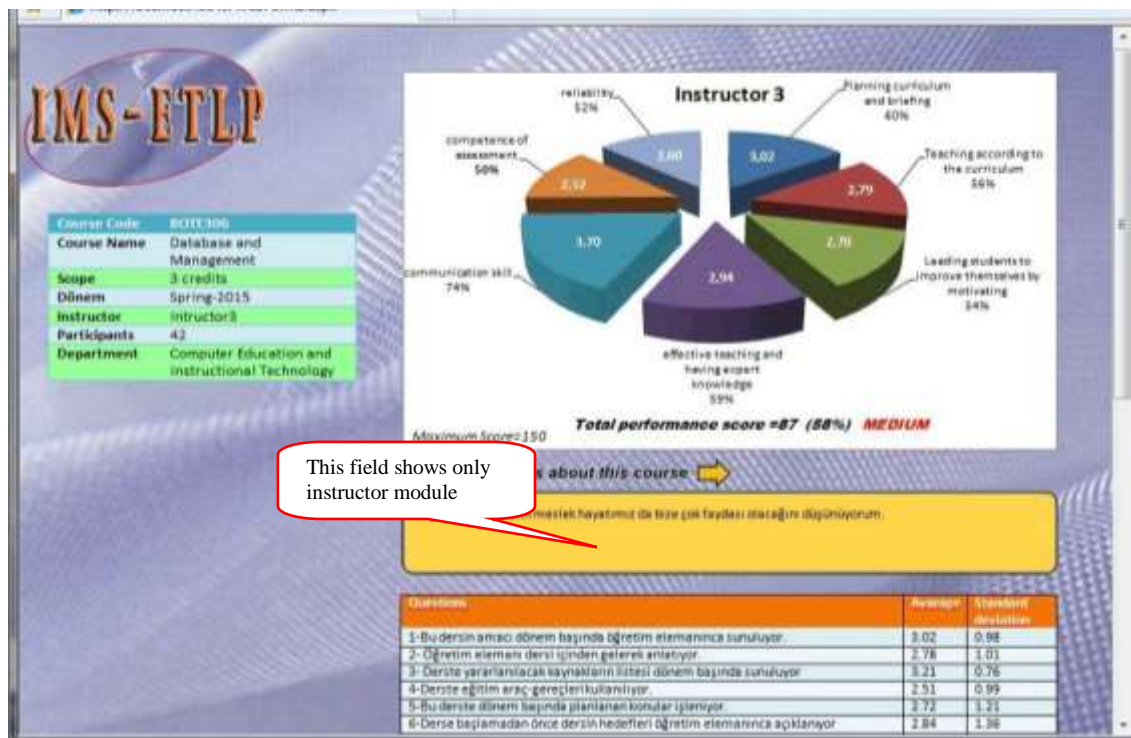 IMS-ETLP
Instructor 3
reliability
52%
Planning curriculum
and briefing
60%
competence of
assessment
50%
Teaching according to
the curriculum
56%
2,60
3,02
2,52
2,79
3,70
2,78
2,94
communication skill
74%
Leading students to
improve themselves by
motivating
54%
effective teaching and
having expert
knowledge
59%
Total performance score =87 (58%) MEDIUM
Maximum Score=150
Course Code BOTE306
Course Name Database and
Management
Scope 3 credits
Dönem Spring-2015
Instructor Intructor3
Participants 42
Department Computer Education and
Instructional Technology
This field shows only
instructor module
about this course
meslek hayatımız da bize çok faydası olacağını düşünüyorum.
Questions Average Standard
deviation
1-Bu dersin amacı dönem başında öğretim elemanınca sunuluyor. 3.02 0.98
2- Öğretim elemanı dersi içinden gelerek anlatıyor. 2.78 1.01
3- Derste yararlanılacak kaynakların listesi dönem başında sunuluyor 3.21 0.76
4-Derste eğitim araç-gereçleri kullanılıyor. 2.51 0.99
5-Bu derste dönem başında planlanan konular işleniyor. 2.72 1.21
6-Derse başlamadan önce dersin hedefleri öğretim elemanınca açıklanıyor 2.84 1.36